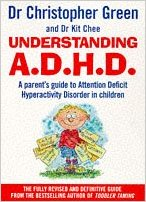 Dr Christopher Green
and Dr Kit Chee
UNDERSTANDING
A.D.H.D.
A parent's guide to Attention Deficit
Hyperactivity Disorder in children
THE FULLY REVISED AND DEFINITIVE GUIDE
FROM THE BESTSELLING AUTHOR OF TODDLER TAMING